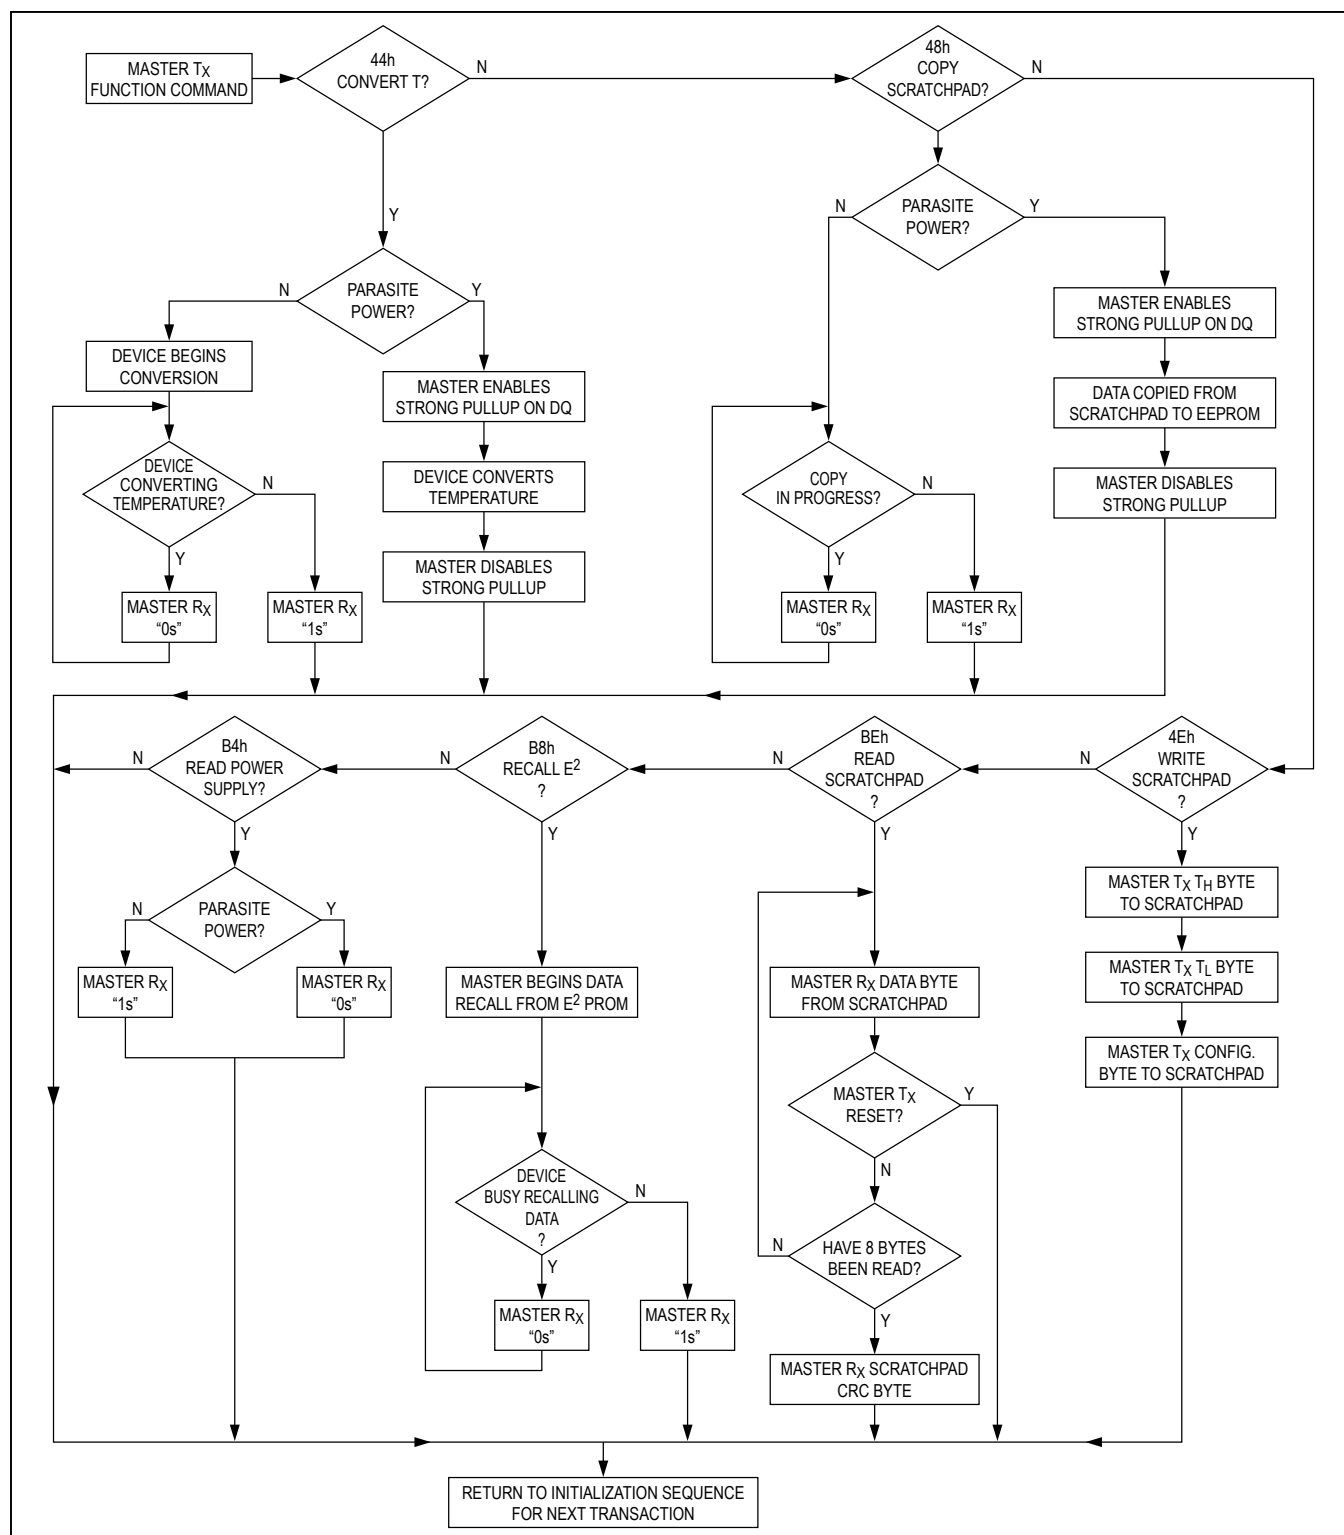 MASTER TX
FUNCTION COMMAND
44h
CONVERT T?
N
Y
48h
COPY
SCRATCHPAD?
N
PARASITE
POWER?
N
Y
PARASITE
POWER?
N
Y
DEVICE BEGINS
CONVERSION
DEVICE
CONVERTING
TEMPERATURE?
N
Y
MASTER RX
“0s”
MASTER RX
“1s”
MASTER ENABLES
STRONG PULLUP ON DQ
DEVICE CONVERTS
TEMPERATURE
MASTER DISABLES
STRONG PULLUP
COPY
IN PROGRESS?
N
Y
MASTER RX
“0s”
MASTER RX
“1s”
MASTER ENABLES
STRONG PULLUP ON DQ
DATA COPIED FROM
SCRATCHPAD TO EEPROM
MASTER DISABLES
STRONG PULLUP
B4h
READ POWER
SUPPLY?
N
Y
PARASITE
POWER?
N
Y
MASTER RX
“1s”
MASTER RX
“0s”
B8h
RECALL E2
?
N
Y
MASTER BEGINS DATA
RECALL FROM E2 PROM
DEVICE
BUSY RECALLING
DATA
?
N
Y
MASTER RX
“0s”
MASTER RX
“1s”
BEh
READ
SCRATCHPAD
?
N
Y
MASTER RX DATA BYTE
FROM SCRATCHPAD
MASTER TX
RESET?
Y
N
HAVE 8 BYTES
BEEN READ?
N
Y
MASTER RX SCRATCHPAD
CRC BYTE
4Eh
WRITE
SCRATCHPAD
?
N
Y
MASTER TX TH BYTE
TO SCRATCHPAD
MASTER TX TL BYTE
TO SCRATCHPAD
MASTER TX CONFIG.
BYTE TO SCRATCHPAD
RETURN TO INITIALIZATION SEQUENCE
FOR NEXT TRANSACTION